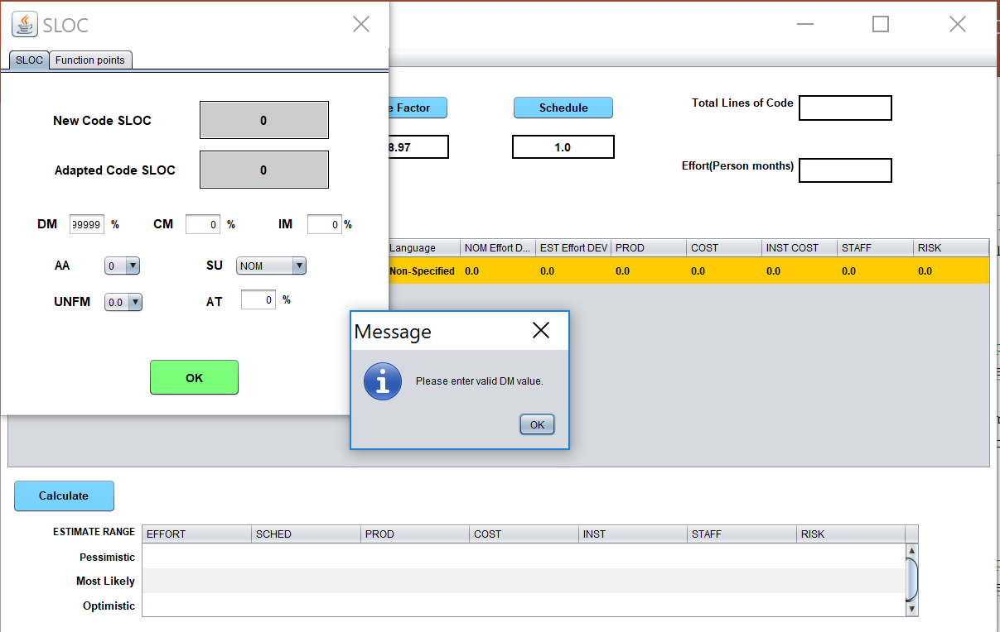 SLOC
SLOC Function points
New Code SLOC 0
Adapted Code SLOC 0
DM 99999 % CM 0 % IM 0 %
AA 0 SU NOM
UNFM 0.0 AT 0 %
OK
e Factor Schedule Total Lines of Code
8.97 1.0
Effort(Person months)
Language NOM Effort D... EST Effort DEV PROD COST INST COST STAFF RISK
Non-Specified 0.0 0.0 0.0 0.0 0.0 0.0 0.0
Message
Please enter valid DM value.
OK
Calculate
ESTIMATE RANGE EFFORT SCHED PROD COST INST STAFF RISK
Pessimistic
Most Likely
Optimistic